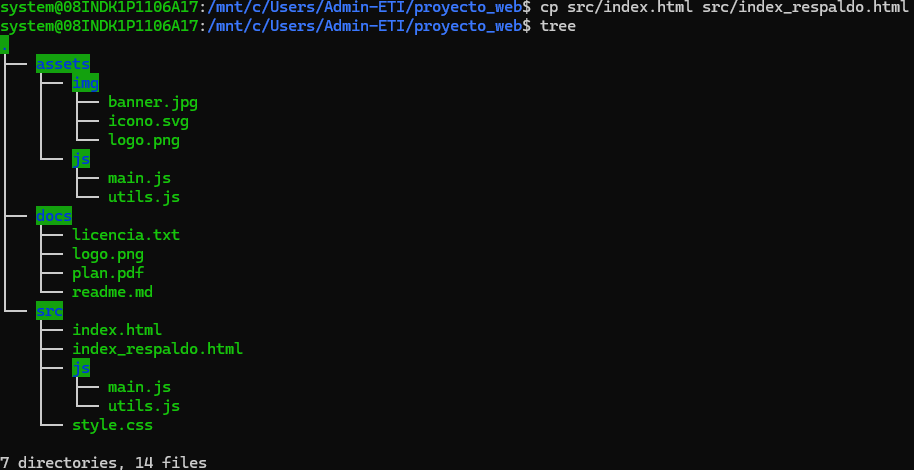 system@08INDK1P1106A17:/mnt/c/Users/Admin-ETI/proyecto_web$ cp src/index.html src/index_respaldo.html
system@08INDK1P1106A17:/mnt/c/Users/Admin-ETI/proyecto_web$ tree
.
├── assets
│   ├── img
│   │   ├── banner.jpg
│   │   ├── icono.svg
│   │   └── logo.png
│   └── js
│       ├── main.js
│       └── utils.js
├── docs
│   ├── licencia.txt
│   ├── logo.png
│   ├── plan.pdf
│   └── readme.md
└── src
    ├── index.html
    ├── index_respaldo.html
    ├── js
    │   ├── main.js
    │   └── utils.js
    └── style.css

7 directories, 14 files